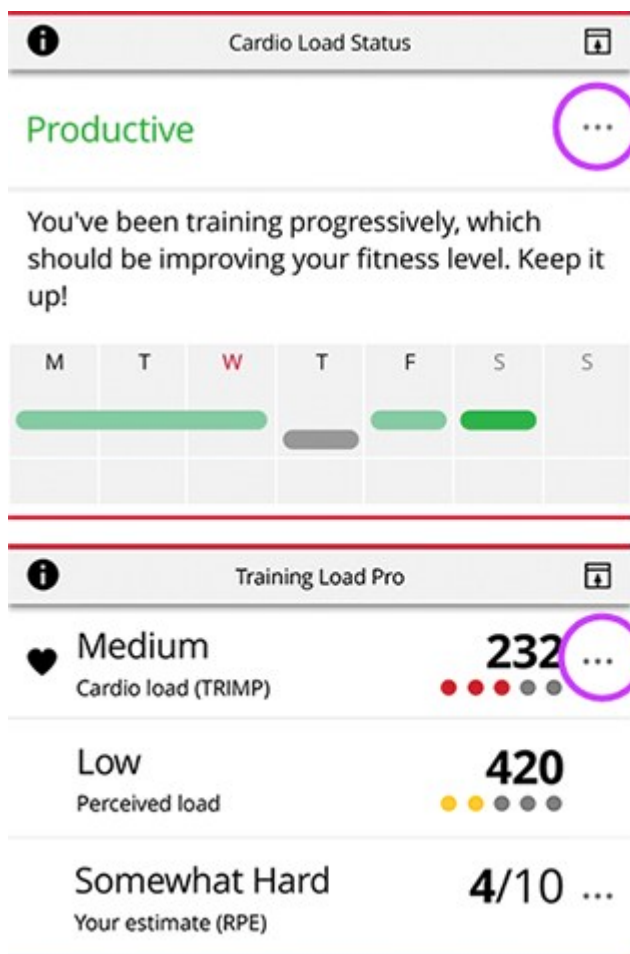 Cardio Load Status
Productive
...
You've been training progressively, which
should be improving your fitness level. Keep it
up!
M T W T F S S
Training Load Pro
Medium 232 ...
Cardio load (TRIMP)
Low 420
Perceived load
Somewhat Hard 4/10 ...
Your estimate (RPE)